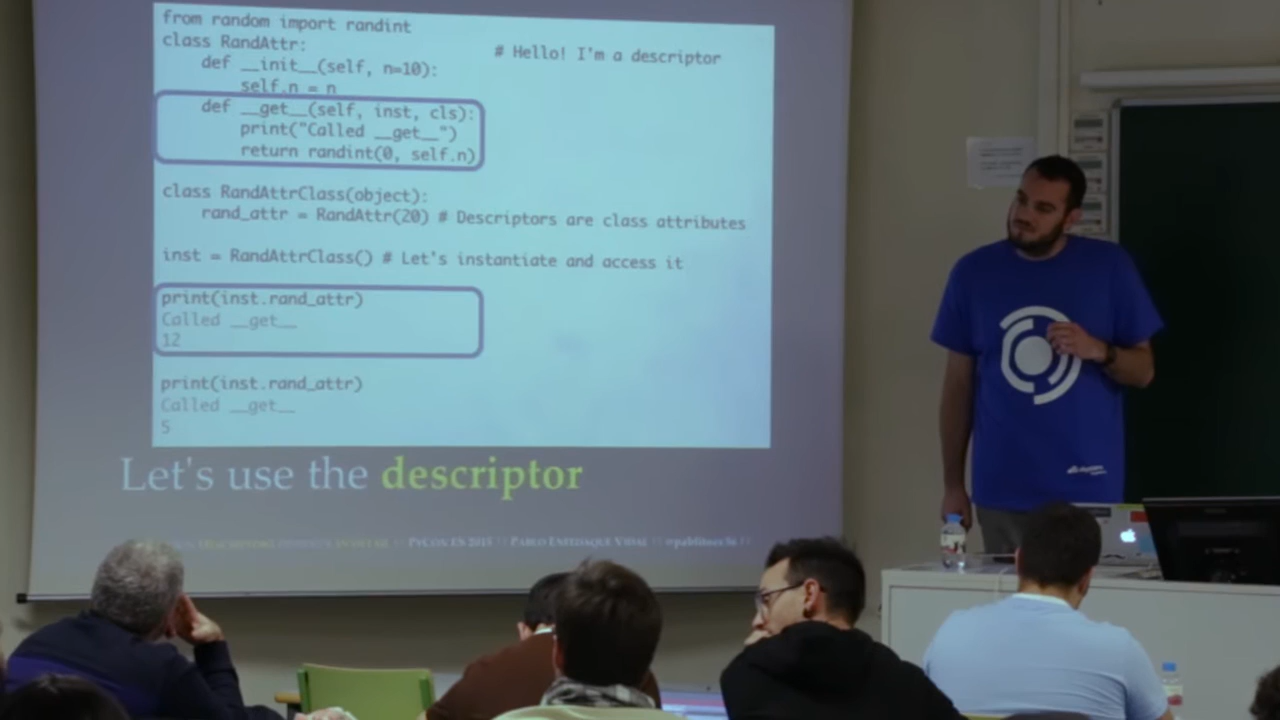 from random import randint
class RandAttr:
# Hello! I'm a descriptor
def __init__(self, n=10):
self.n = n
def __get__(self, inst, cls):
print("Called __get__")
return randint(0, self.n)
class RandAttrClass(object):
rand_attr = RandAttr(20) # Descriptors are class attributes
inst = RandAttrClass() # Let's instantiate and access it
print(inst.rand_attr)
Called __get__
12
print(inst.rand_attr)
Called __get__
5
Let's use the descriptor
PyConES 2015